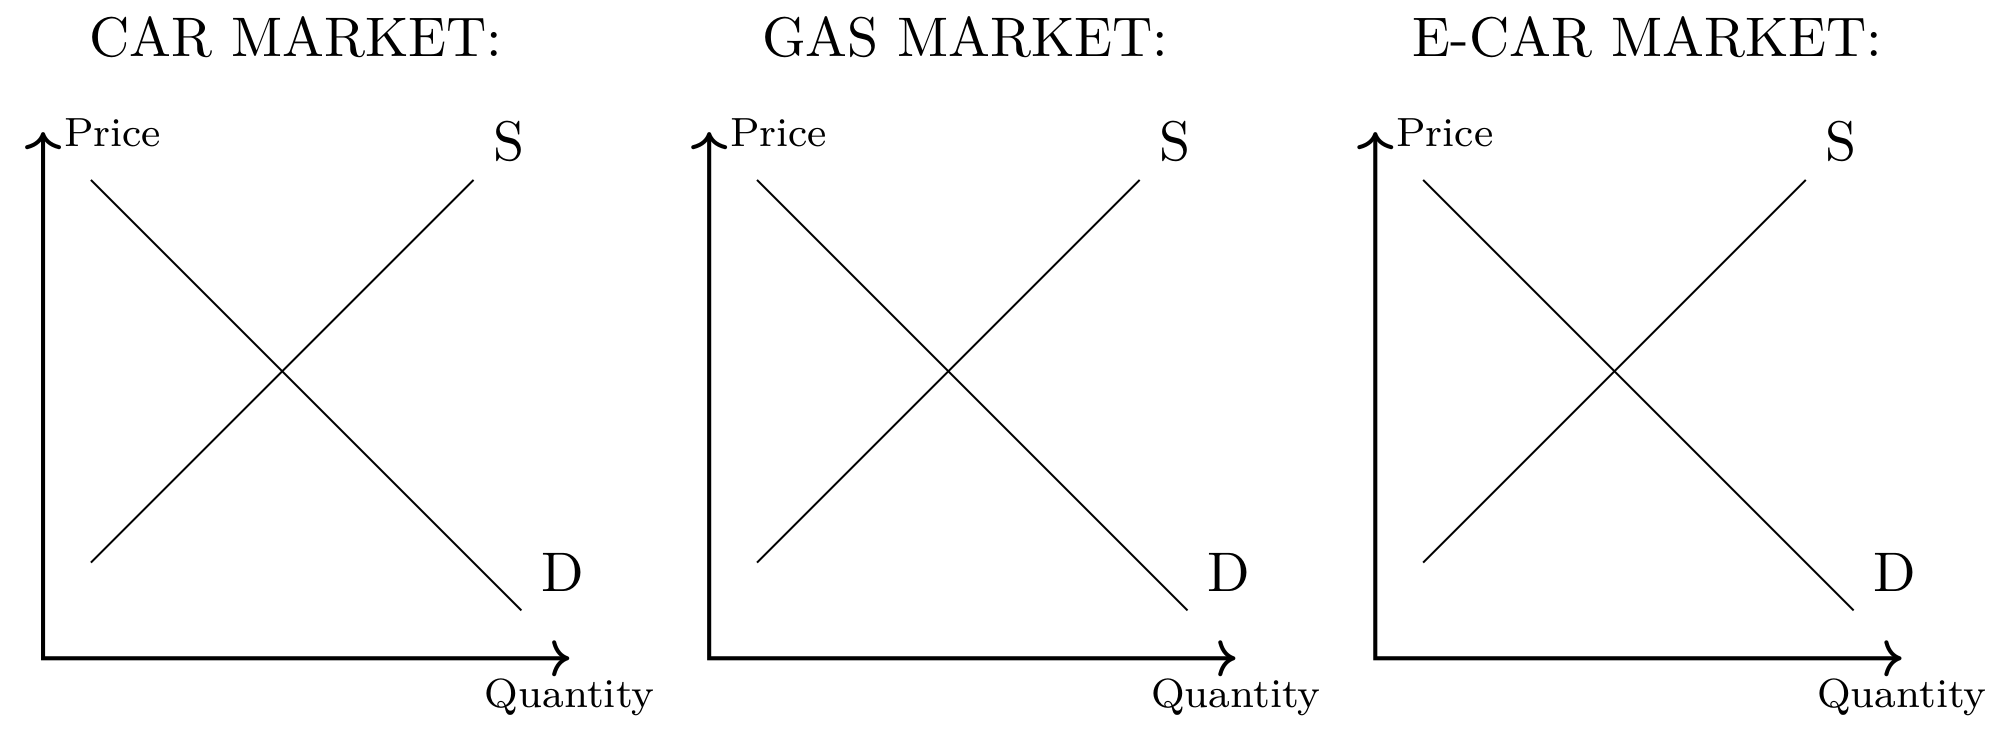 CAR MARKET:
GAS MARKET:
E-CAR MARKET:
Price
S
D
Quantity
Price
S
D
Quantity
Price
S
D
Quantity